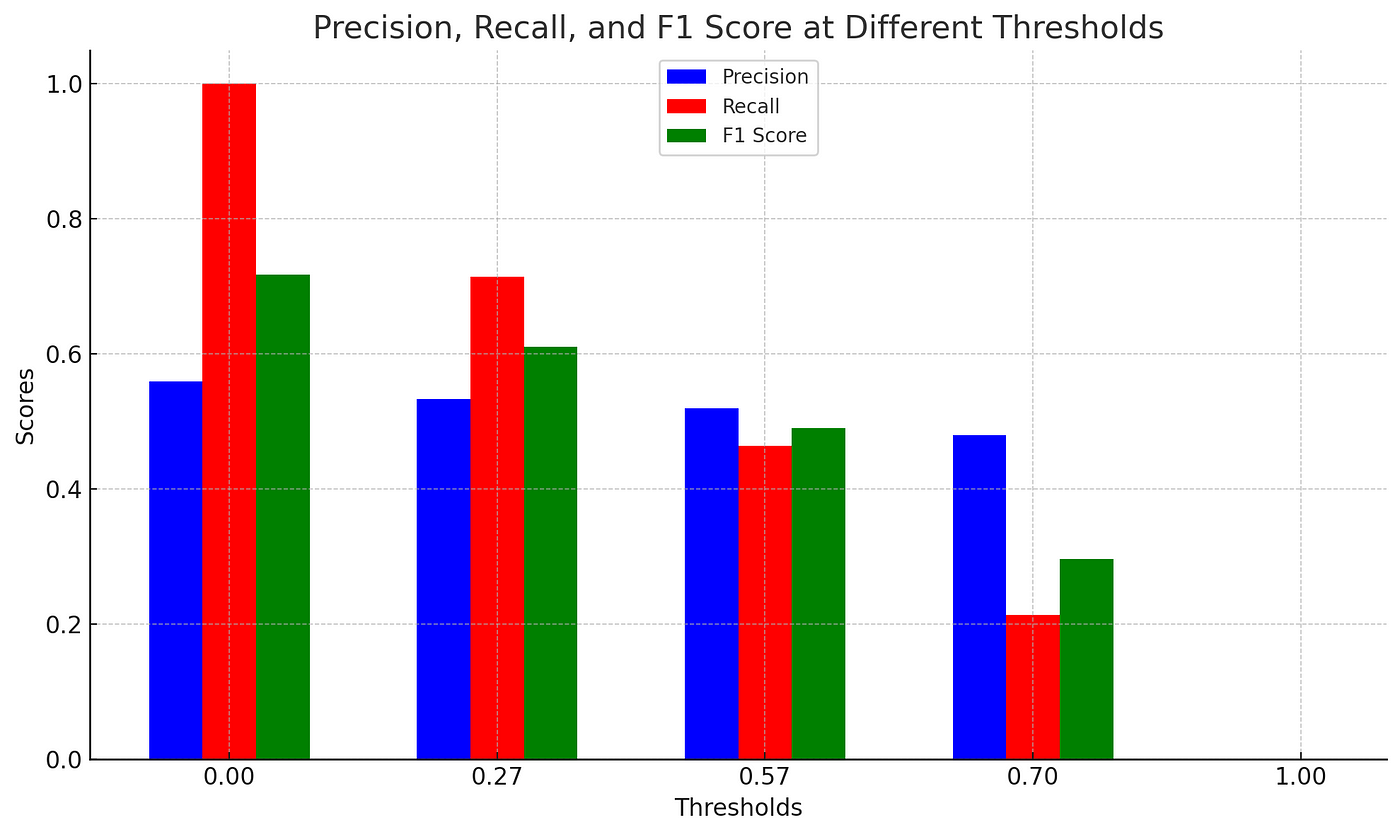 Precision, Recall, and F1 Score at Different Thresholds
Precision
Recall
F1 Score
1.0
0.8
0.6
0.4
0.2
0.0
Scores
0.00 0.27 0.57 0.70 1.00
Thresholds